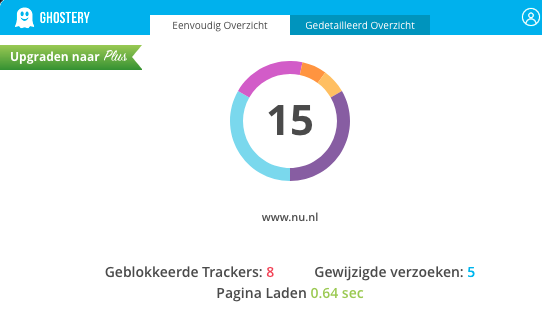 GHOSTERY
Eenvoudig Overzicht
Gedetailleerd Overzicht
Upgraden naar Plus
15
www.nu.nl
Geblokkeerde Trackers: 8
Gewijzigde verzoeken: 5
Pagina Laden 0.64 sec